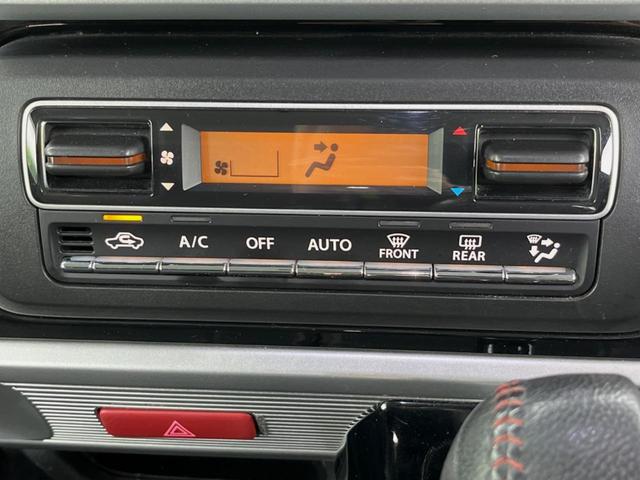 A/C OFF AUTO FRONT REAR